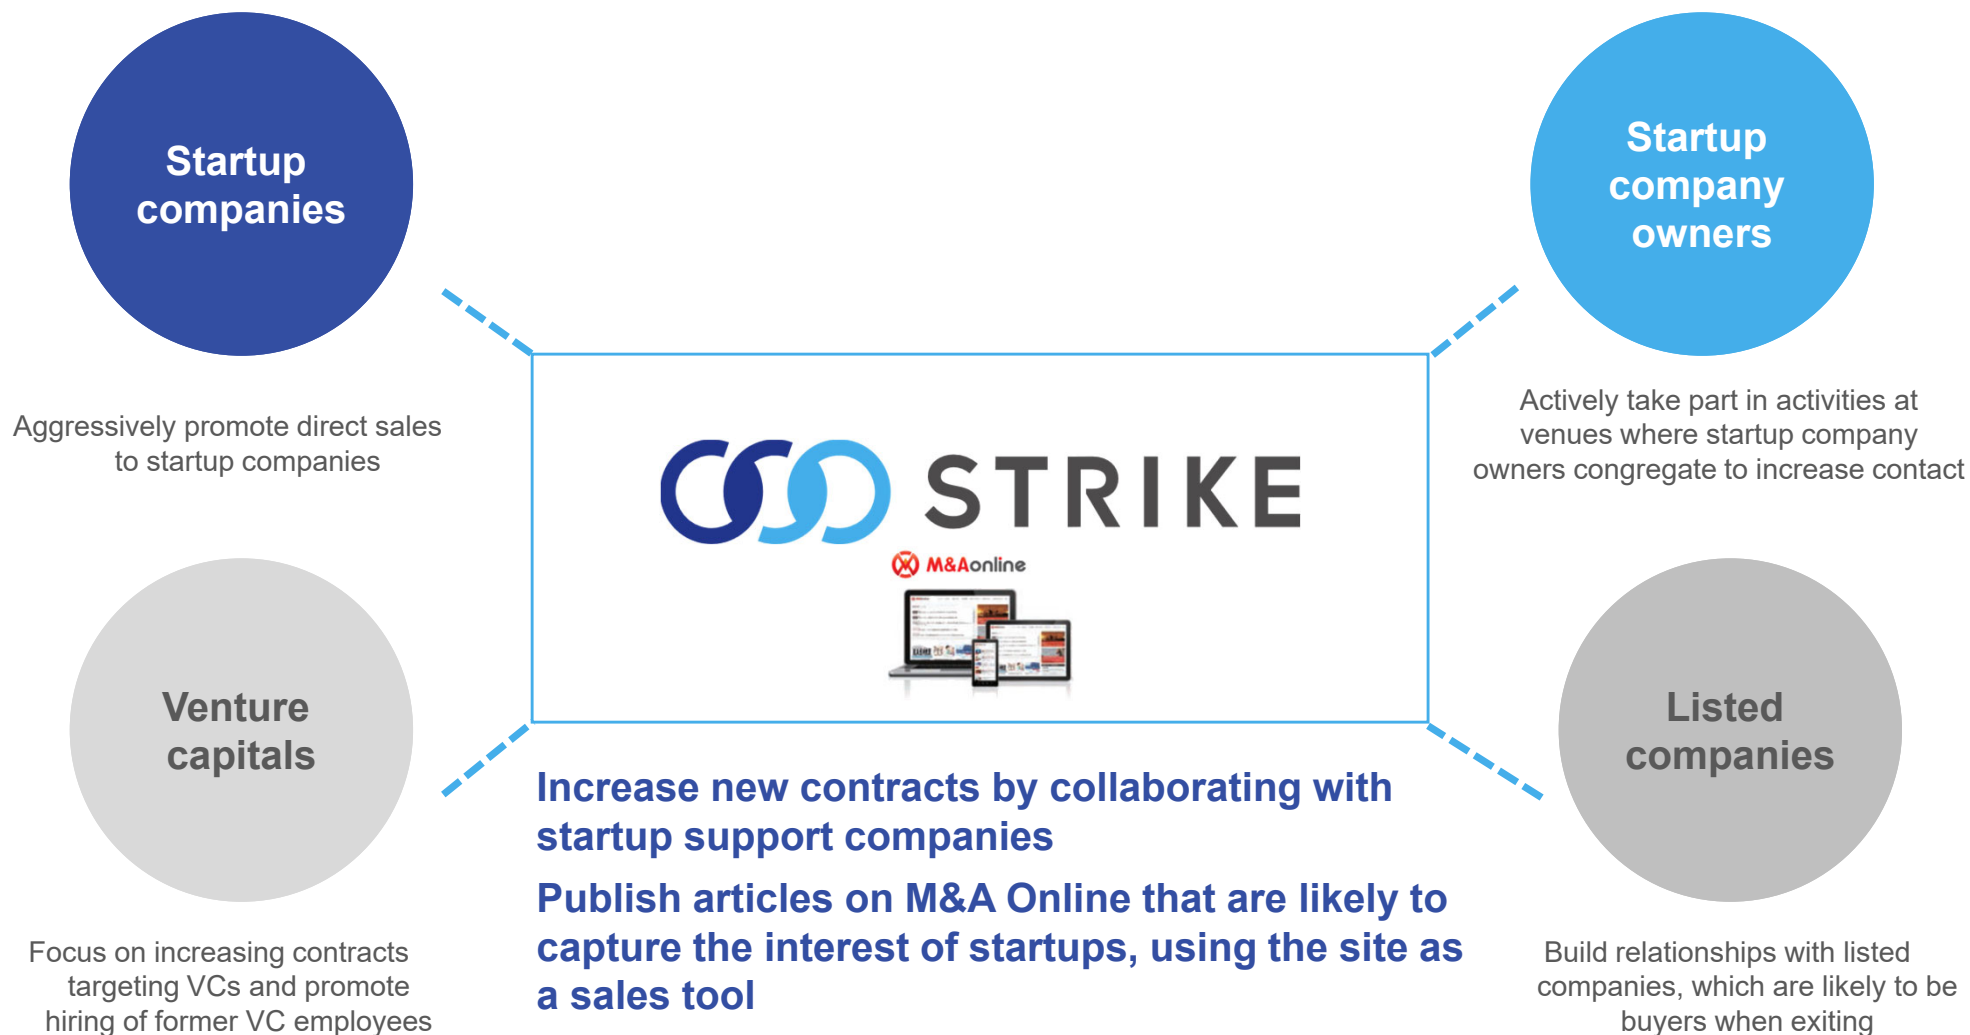 Startup
companies
Aggressively promote direct sales
to startup companies
Startup
company
owners
Actively take part in activities at
venues where startup company
owners congregate to increase contact
STRIKE
M&Aonline
Venture
capitals
Focus on increasing contracts
targeting VCs and promote
hiring of former VC employees
Increase new contracts by collaborating with
startup support companies
Publish articles on M&A Online that are likely to
capture the interest of startups, using the site as
a sales tool
Listed
companies
Build relationships with listed
companies, which are likely to be
buyers when exiting